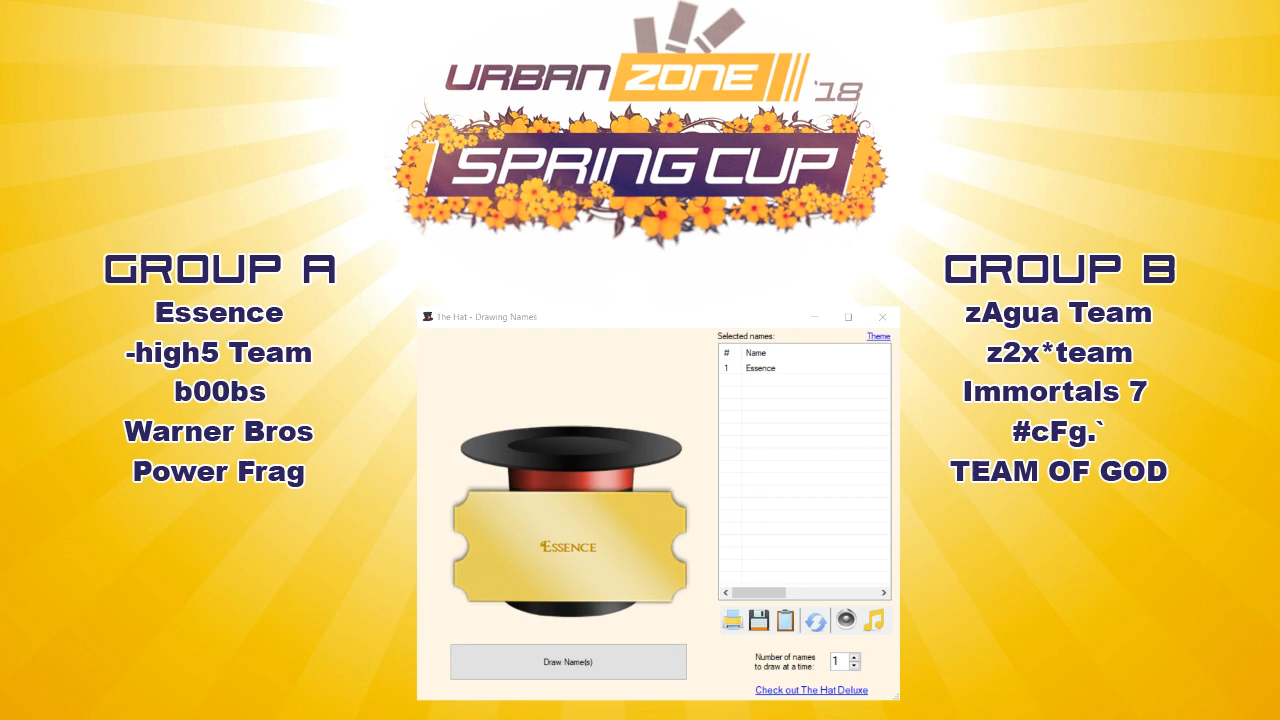 URBAN ZONE '18
SPRING CUP
GROUP A
Essence
-high5 Team
b00bs
Warner Bros
Power Frag
GROUP B
zAgua Team
z2x*team
Immortals 7
#cFg.`
TEAM OF GOD
The Hat - Drawing Names
Selected names:
Theme
# Name
1 Essence
Essence
Draw Name(s)
Number of names
to draw at a time: 1
Check out The Hat Deluxe